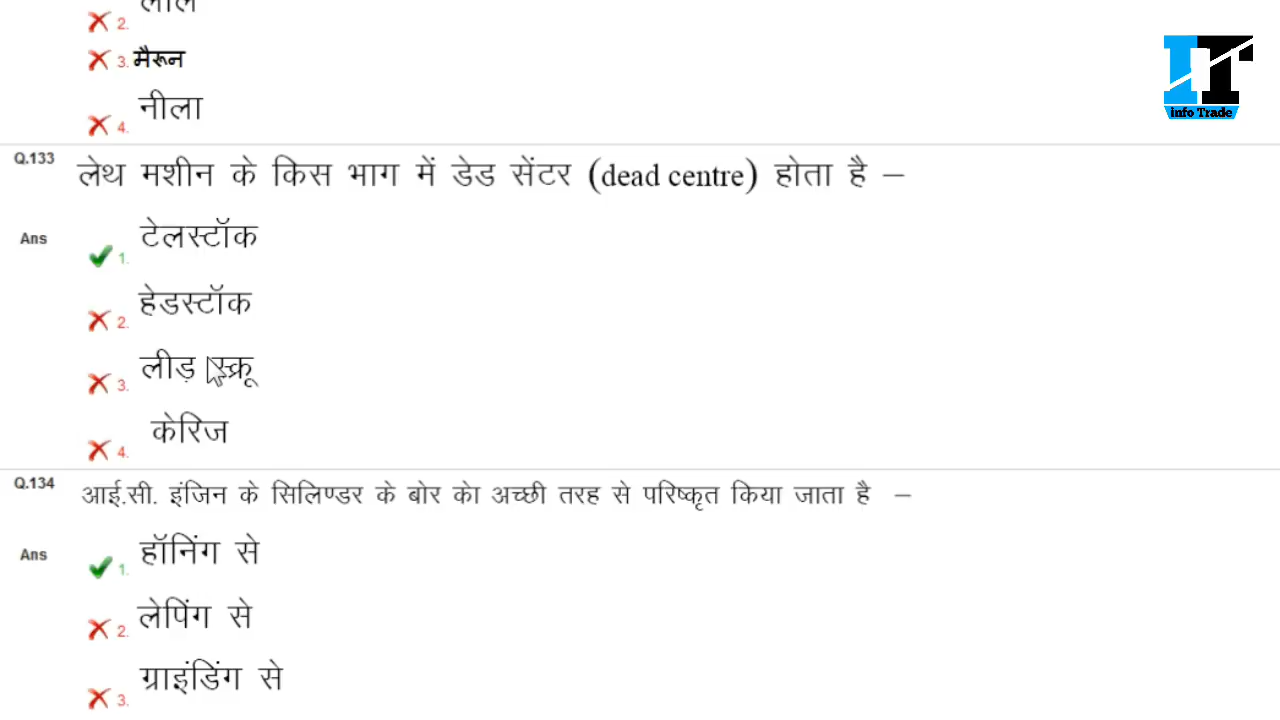 2. लाल
3. मैरून
4. नीला
Q.133 लेथ मशीन के किस भाग में डेड सेंटर (dead centre) होता है –
Ans 1. टेलस्टॉक
2. हेडस्टॉक
3. लीड़ स्क्रू
4. केरिज
Q.134 आई.सी. इंजिन के सिलिण्डर के बोर केा अच्छी तरह से परिष्कृत किया जाता है –
Ans 1. हॉनिंग से
2. लेपिंग से
3. ग्राइंडिंग से
IT
info Trade